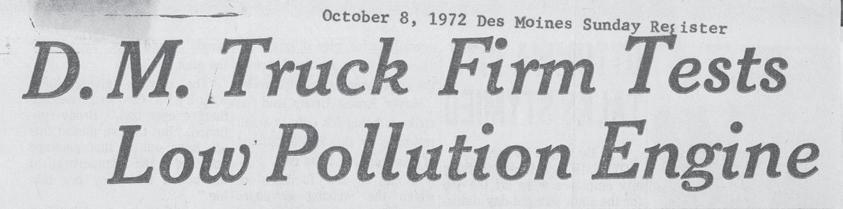 October 8, 1972 Des Moines Sunday Register
D. M. Truck Firm Tests
Low Pollution Engine